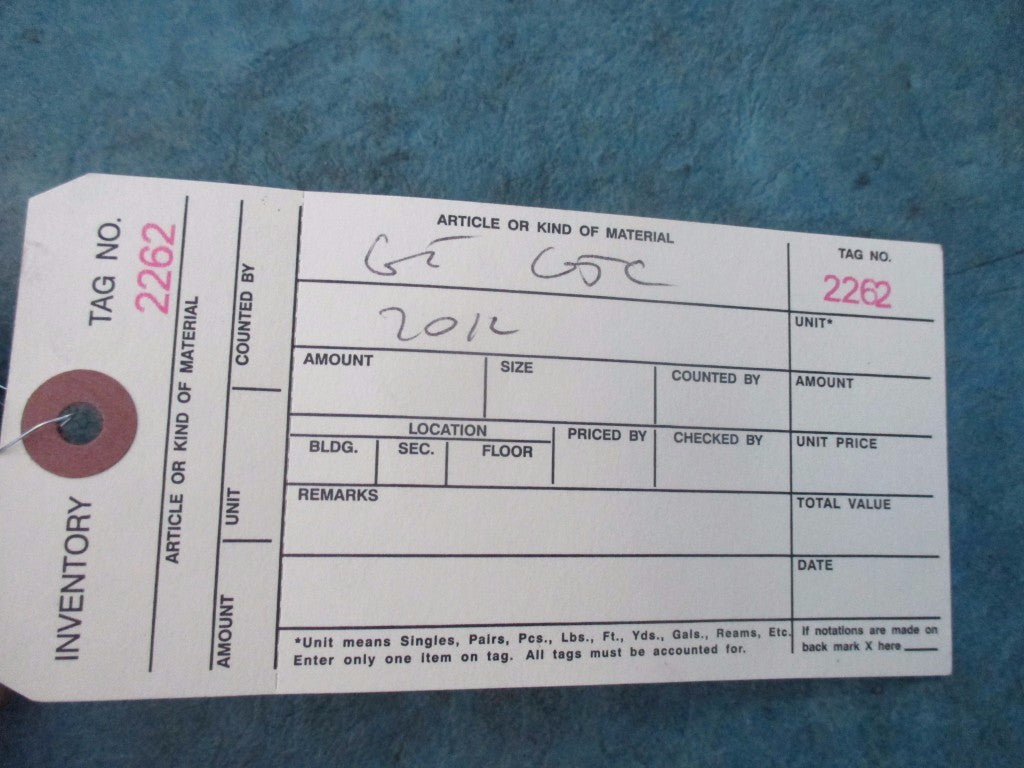 INVENTORY
TAG NO.
2262
ARTICLE OR KIND OF MATERIAL
AMOUNT
UNIT
COUNTED BY
ARTICLE OR KIND OF MATERIAL
TAG NO.
2262
UNIT*
AMOUNT
SIZE
COUNTED BY
AMOUNT
LOCATION
BLDG.
SEC.
FLOOR
PRICED BY
CHECKED BY
UNIT PRICE
REMARKS
TOTAL VALUE
DATE
*Unit means Singles, Pairs, Pcs., Lbs., Ft., Yds., Gals., Reams, Etc.
Enter only one item on tag. All tags must be accounted for.
If notations are made on
back mark X here